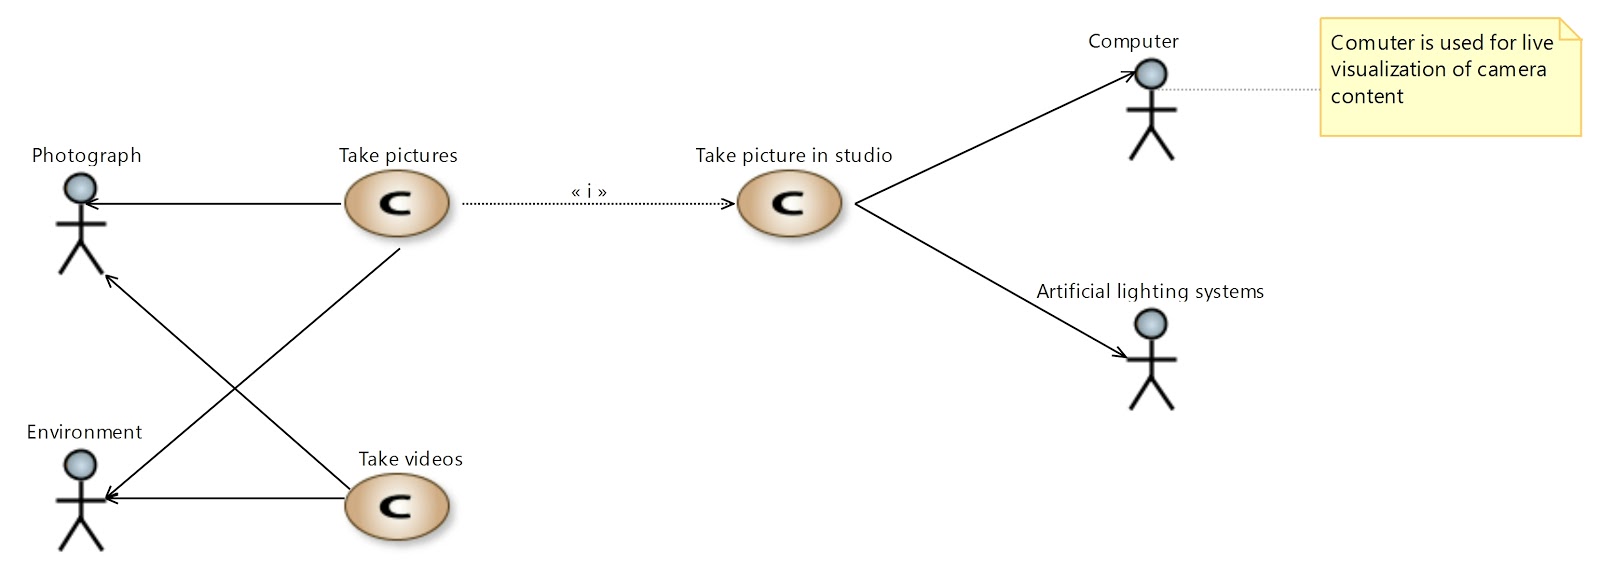 Computer
Comuter is used for live
visualization of camera
content
Photograph
Take pictures
« i »
Take picture in studio
C
C
Artificial lighting systems
Environment
Take videos
C